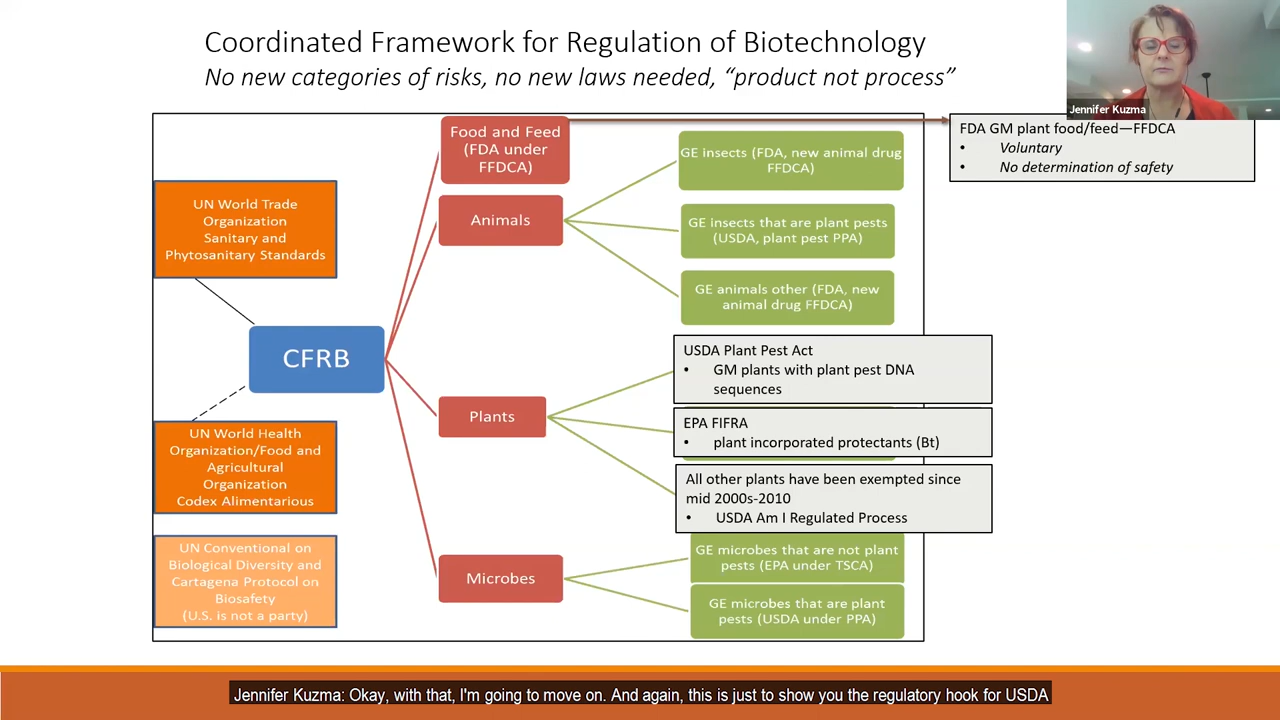 Coordinated Framework for Regulation of Biotechnology
No new categories of risks, no new laws needed, “product not process”
Jennifer Kuzma
Food and Feed
(FDA under
FFDCA)
FDA GM plant food/feed—FFDCA
• Voluntary
• No determination of safety
GE insects (FDA, new animal drug
FFDCA)
UN World Trade
Organization
Sanitary and
Phytosanitary Standards
Animals
GE insects that are plant pests
(USDA, plant pest PPA)
GE animals other (FDA, new
animal drug FFDCA)
CFRB
USDA Plant Pest Act
• GM plants with plant pest DNA
sequences
Plants
EPA FIFRA
• plant incorporated protectants (Bt)
UN World Health
Organization/Food and
Agricultural
Organization
Codex Alimentarious
All other plants have been exempted since
mid 2000s-2010
• USDA Am I Regulated Process
UN Conventional on
Biological Diversity and
Cartagena Protocol on
Biosafety
(U.S. is not a party)
Microbes
GE microbes that are not plant
pests (EPA under TSCA)
GE microbes that are plant
pests (USDA under PPA)
Jennifer Kuzma: Okay, with that, I'm going to move on. And again, this is just to show you the regulatory hook for USDA